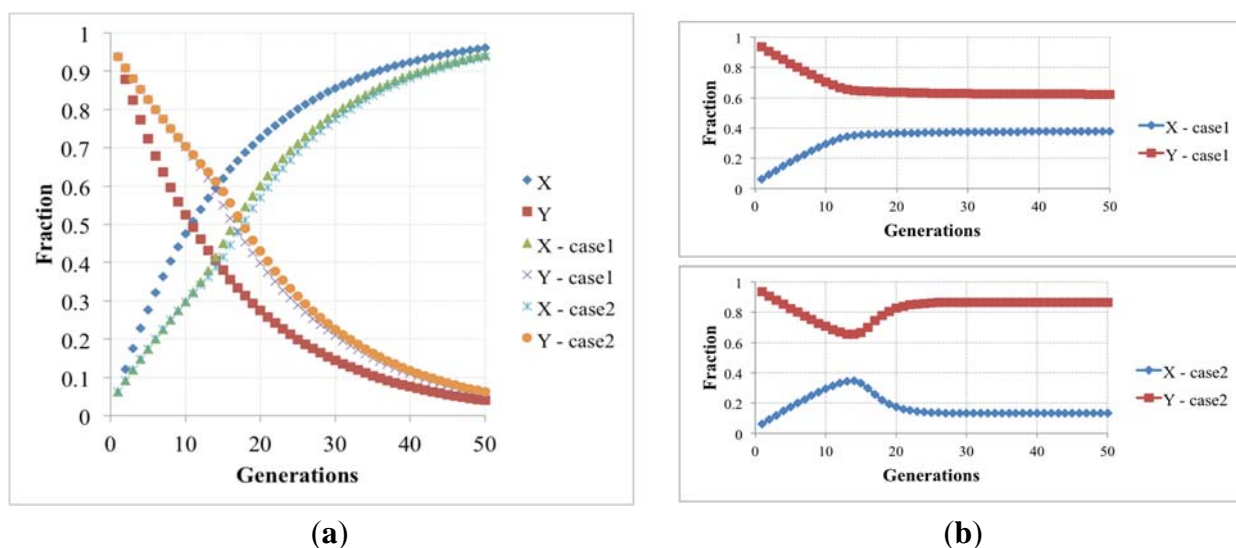 1
0.9
0.8
0.7
0.6
0.5
0.4
0.3
0.2
0.1
0
Fraction
0 10 20 30 40 50
Generations
X
Y
X - case1
Y - case1
X - case2
Y - case2
(a)
1
0.8
0.6
0.4
0.2
0
Fraction
0 10 20 30 40 50
Generations
X - case1
Y - case1
1
0.8
0.6
0.4
0.2
0
Fraction
0 10 20 30 40 50
Generations
X - case2
Y - case2
(b)